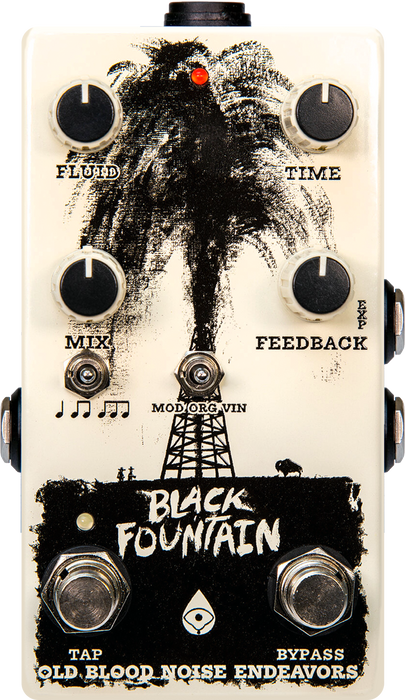 FLUID
TIME
MIX
EXP
FEEDBACK
MOD ORG VIN
BLACK
FOUNTAIN
TAP
BYPASS
OLD BLOOD NOISE ENDEAVORS